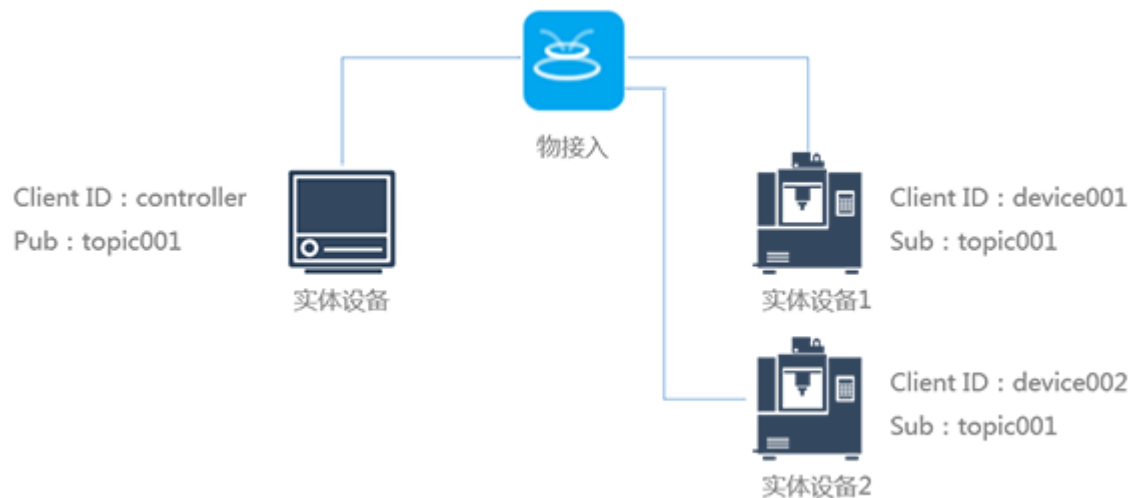 物接入
Client ID：controller
Pub：topic001
实体设备
Client ID：device001
Sub：topic001
实体设备1
Client ID：device002
Sub：topic001
实体设备2